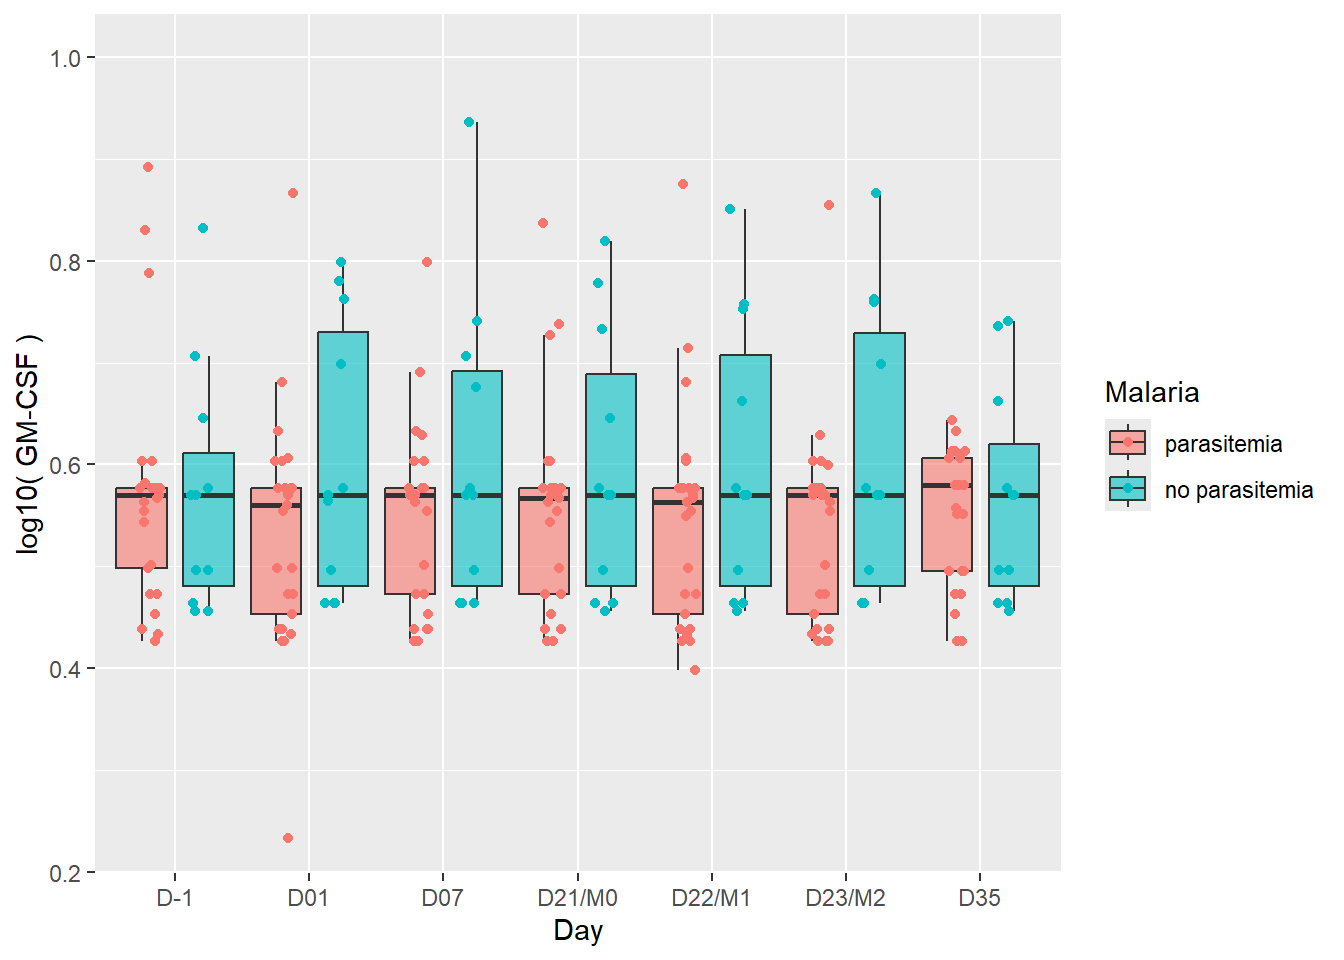 log10( GM-CSF )
1.0
0.8
0.6
0.4
0.2
D-1 D01 D07 D21/M0 D22/M1 D23/M2 D35
Day
Malaria
parasitemia
no parasitemia